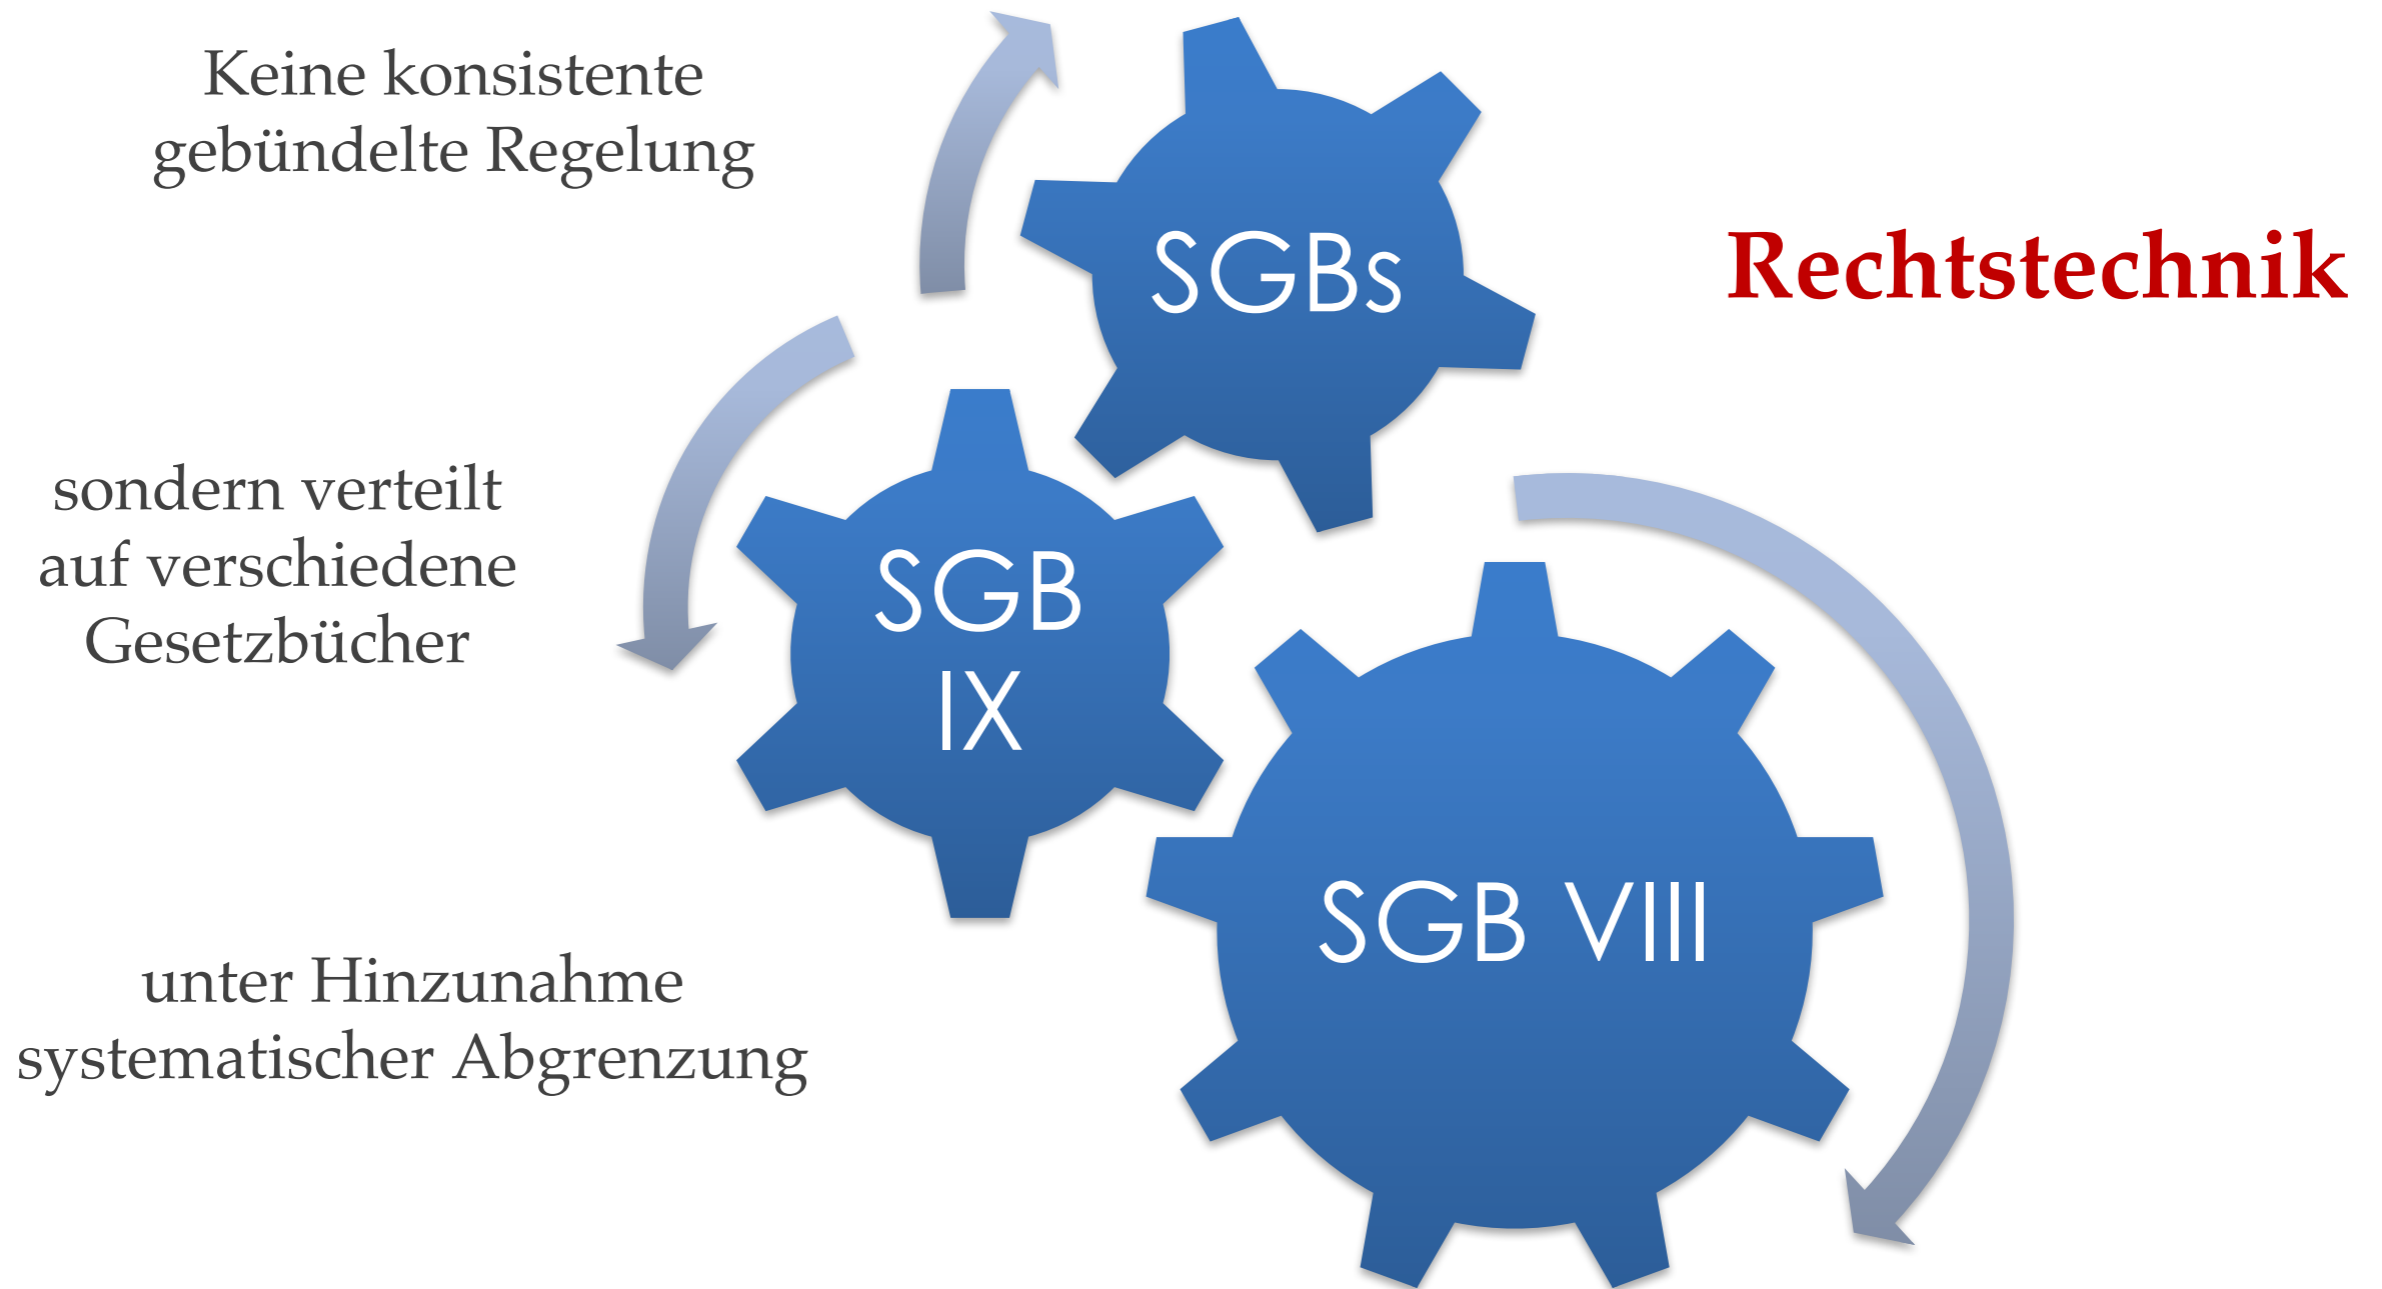 Keine konsistente
gebündelte Regelung
SGBs
Rechtstechnik
sondern verteilt
auf verschiedene
Gesetzbücher
SGB
IX
SGB VIII
unter Hinzunahme
systematischer Abgrenzung